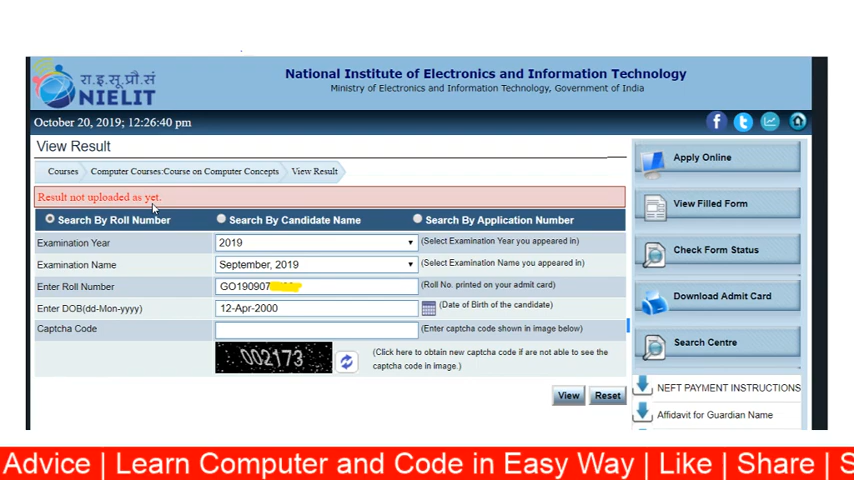 रा.इ.सू.प्रौ.सं
NIELIT
National Institute of Electronics and Information Technology
Ministry of Electronics and Information Technology, Government of India
October 20, 2019; 12:26:40 pm
View Result
Courses Computer Courses:Course on Computer Concepts View Result
Result not uploaded as yet.
Search By Roll Number Search By Candidate Name Search By Application Number
Examination Year 2019 (Select Examination Year you appeared in)
Examination Name September, 2019 (Select Examination Name you appeared in)
Enter Roll Number GO190907 (Roll No. printed on your admit card)
Enter DOB(dd-Mon-yyyy) 12-Apr-2000 (Date of Birth of the candidate)
Captcha Code (Enter captcha code shown in image below)
002173 (Click here to obtain new captcha code if are not able to see the
captcha code in image.)
View Reset
Apply Online
View Filled Form
Check Form Status
Download Admit Card
Search Centre
NEFT PAYMENT INSTRUCTIONS
Affidavit for Guardian Name
Advice | Learn Computer and Code in Easy Way | Like | Share | S